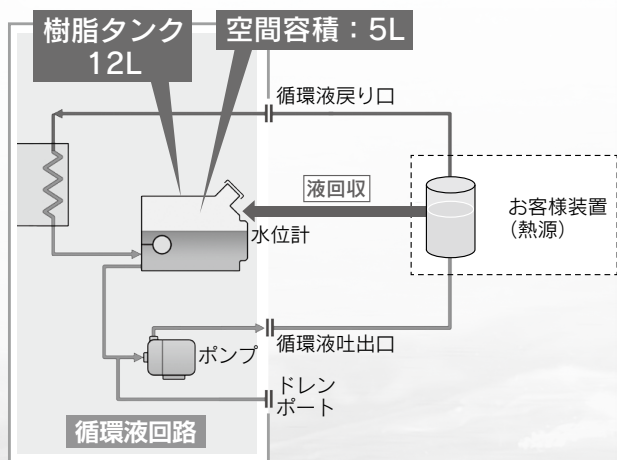 樹脂タンク
12L
空間容積：5L
循環液戻り口
液回収
お客様装置
（熱源）
水位計
循環液吐出口
ポンプ
ドレン
ポート
循環液回路